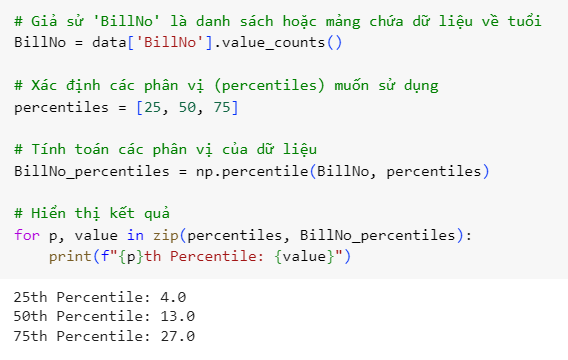 # Giả sử 'BillNo' là danh sách hoặc mảng chứa dữ liệu về tuổi
BillNo = data['BillNo'].value_counts()
# Xác định các phân vị (percentiles) muốn sử dụng
percentiles = [25, 50, 75]
# Tính toán các phân vị của dữ liệu
BillNo_percentiles = np.percentile(BillNo, percentiles)
# Hiển thị kết quả
for p, value in zip(percentiles, BillNo_percentiles):
    print(f"{p}th Percentile: {value}")
25th Percentile: 4.0
50th Percentile: 13.0
75th Percentile: 27.0